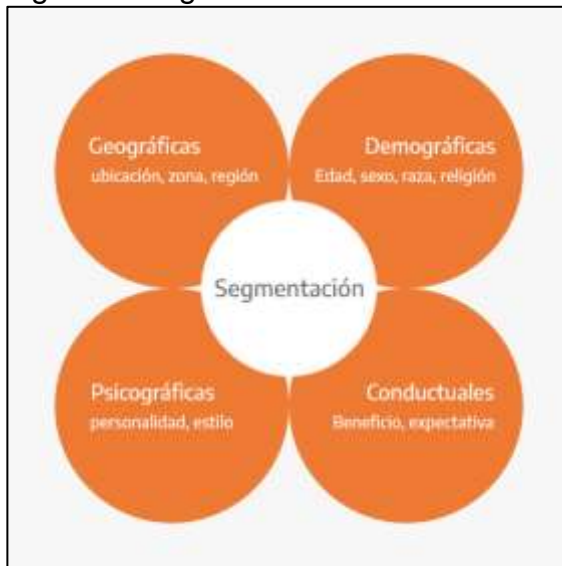 Geográficas
ubicación, zona, región
Demográficas
Edad, sexo, raza, religión
Segmentación
Psicográficas
personalidad, estilo
Conductuales
Beneficio, expectativa